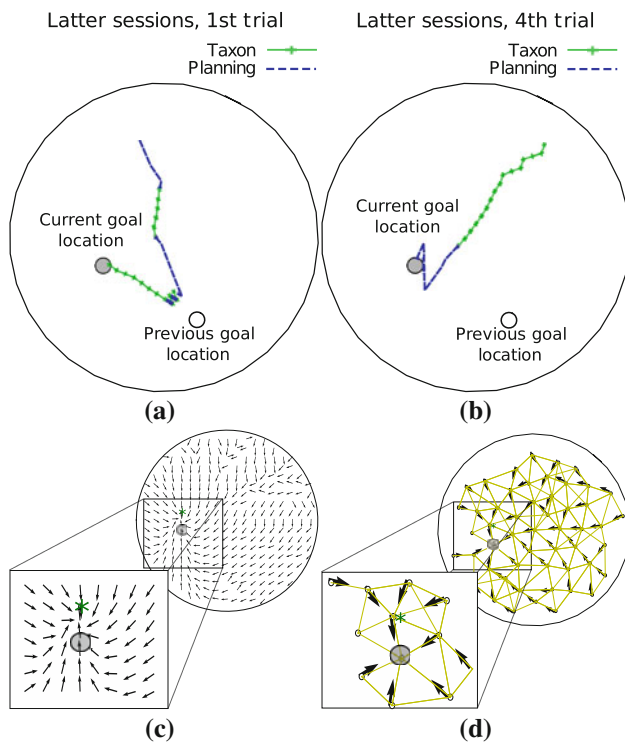 Latter sessions, 1st trial
Taxon
Planning
Current goal
location
Previous goal
location
(a)
Latter sessions, 4th trial
Taxon
Planning
Current goal
location
Previous goal
location
(b)
(c)
(d)